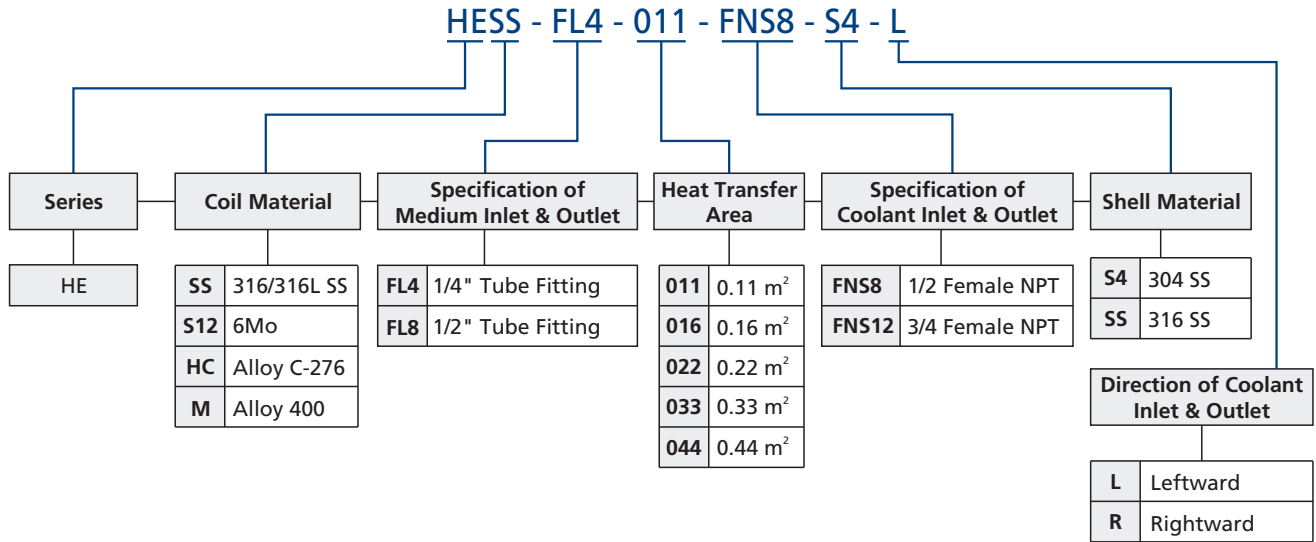 HESS - FL4 - 011 - FNS8 - S4 - L
Series
HE
Coil Material
SS 316/316L SS
S12 6Mo
HC Alloy C-276
M Alloy 400
Specification of
Medium Inlet & Outlet
FL4 1/4" Tube Fitting
FL8 1/2" Tube Fitting
Heat Transfer
Area
011 0.11 m²
016 0.16 m²
022 0.22 m²
033 0.33 m²
044 0.44 m²
Specification of
Coolant Inlet & Outlet
FNS8 1/2 Female NPT
FNS12 3/4 Female NPT
Shell Material
S4 304 SS
SS 316 SS
Direction of Coolant
Inlet & Outlet
L Leftward
R Rightward